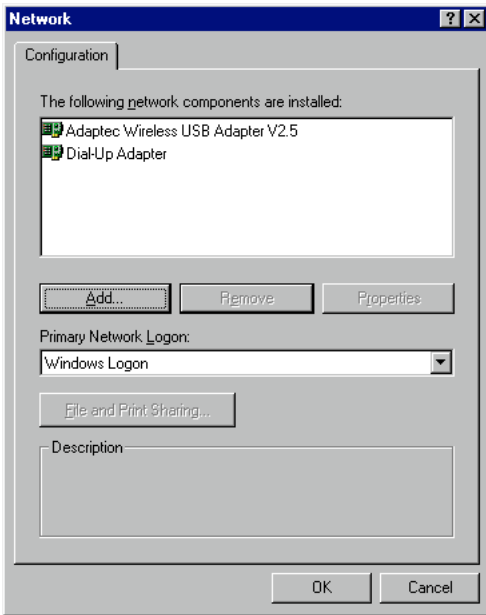 Network
Configuration
The following network components are installed:
Adaptec Wireless USB Adapter V2.5
Dial-Up Adapter
Add...
Remove
Properties
Primary Network Logon:
Windows Logon
File and Print Sharing...
Description
OK
Cancel